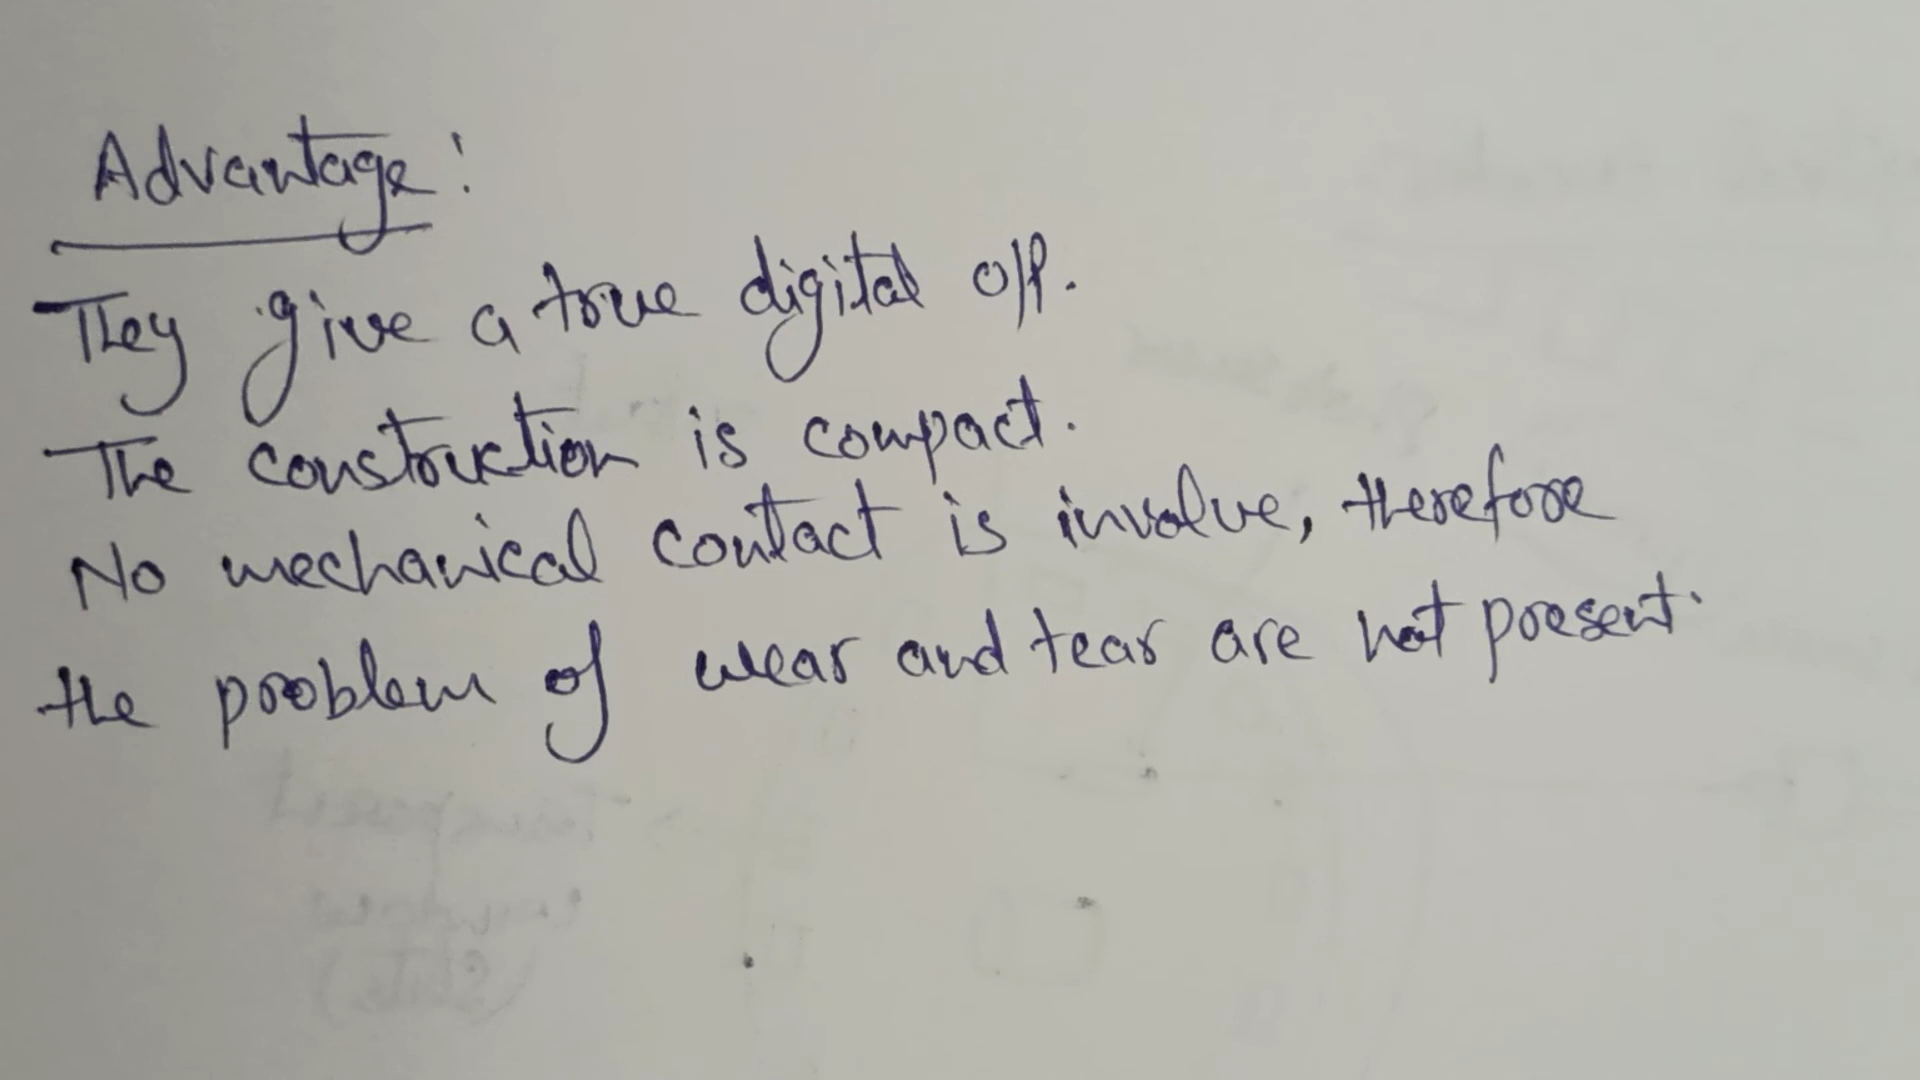 Advantage:
They give a true digital o/p.
The construction is compact.
No mechanical contact is involve, therefore
the problem of wear and tear are not present.